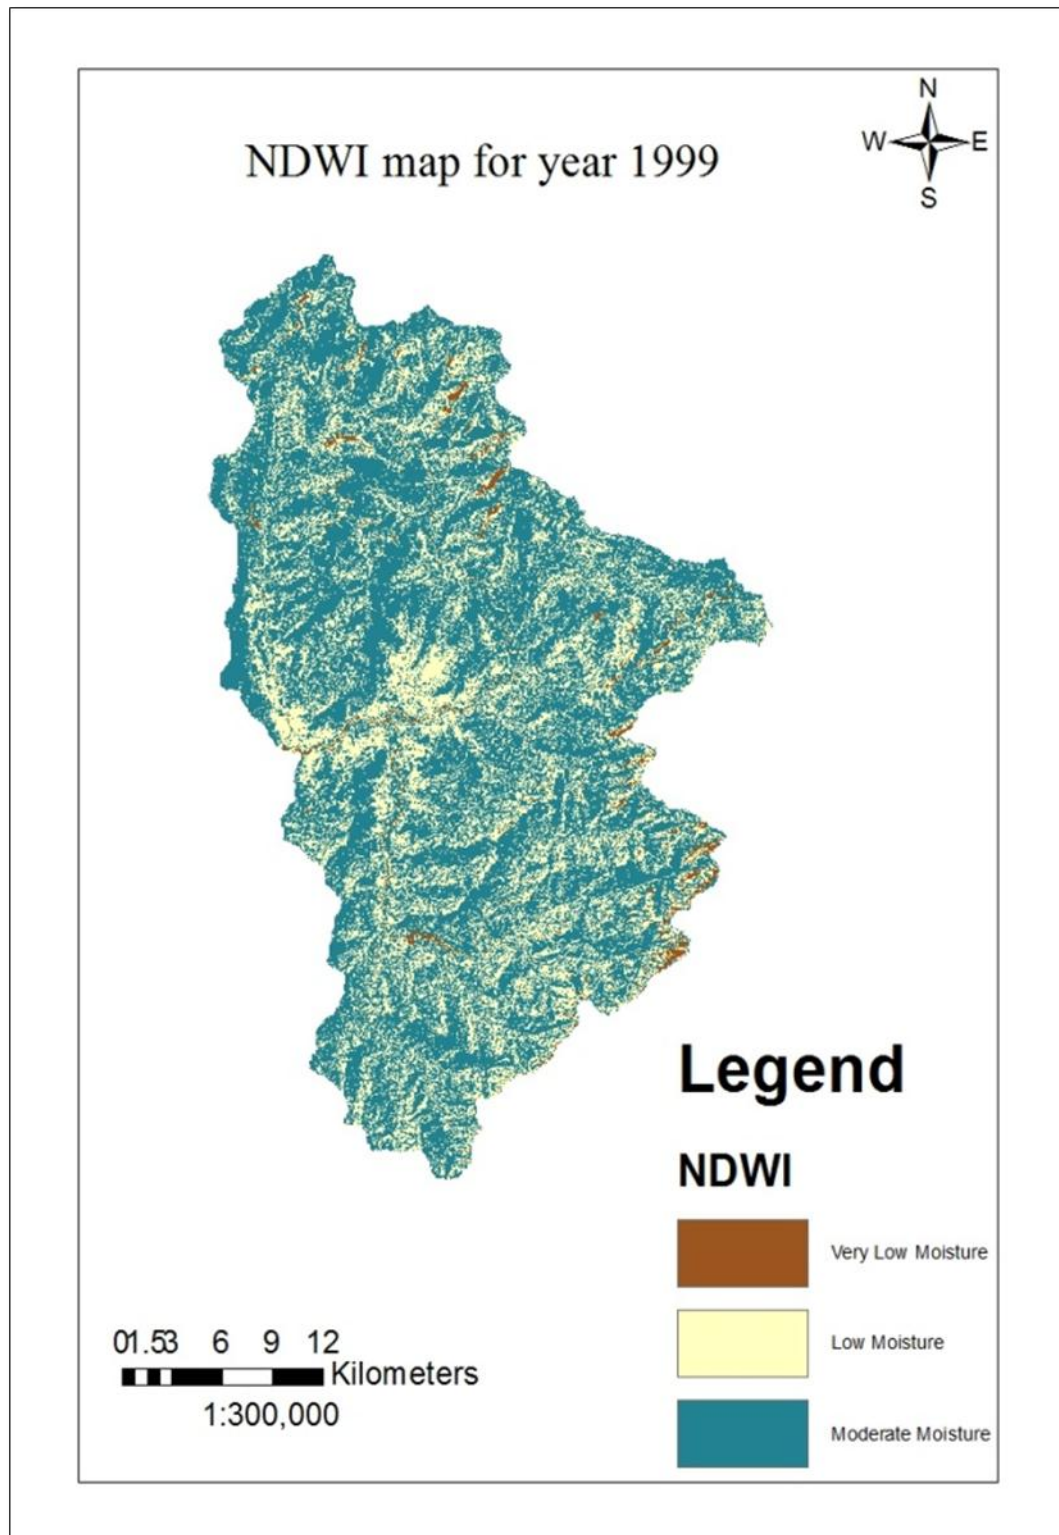 N
W E
S
NDWI map for year 1999
Legend
NDWI
Very Low Moisture
Low Moisture
Moderate Moisture
01.53 6 9 12
Kilometers
1:300,000